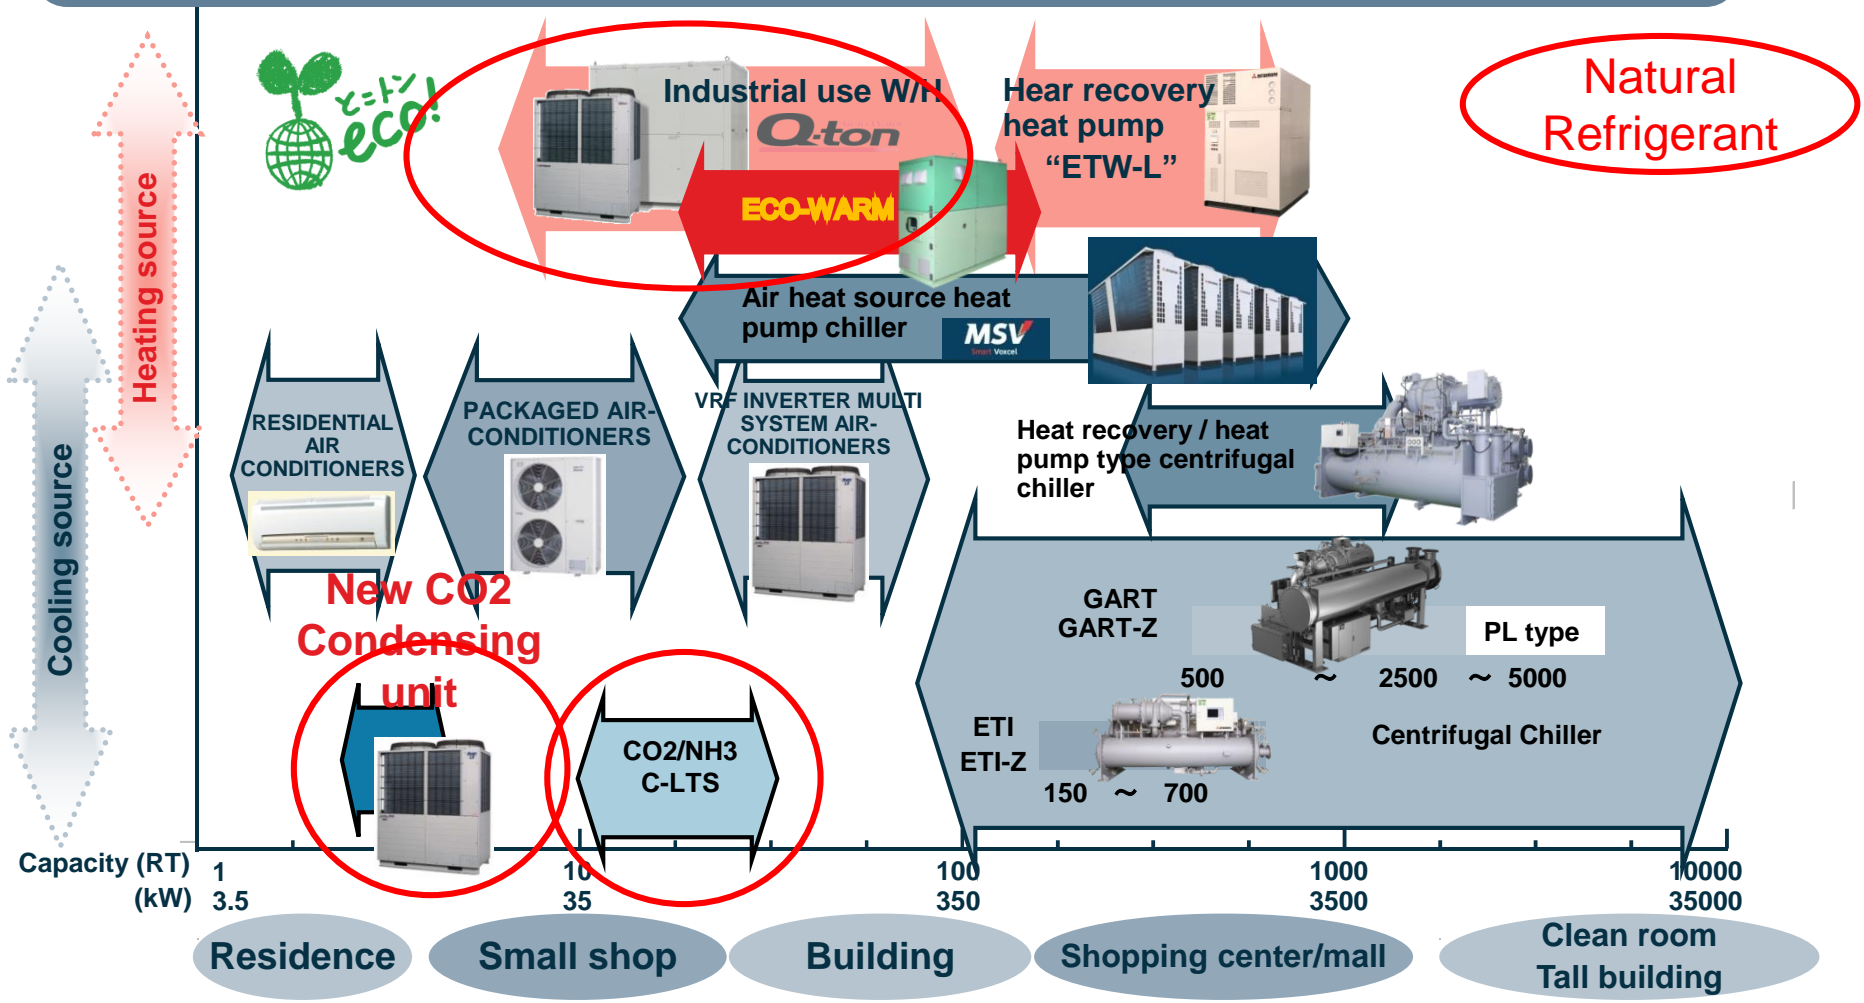 とことん
eco!
Industrial use W/H
Q-ton
Hear recovery
heat pump
“ETW-L”
Natural
Refrigerant
ECO-WARM
Heating source
Cooling source
Air heat source heat
pump chiller
MSV
Smart Voxcel
RESIDENTIAL
AIR
CONDITIONERS
PACKAGED AIR-
CONDITIONERS
VRF INVERTER MULTI
SYSTEM AIR-
CONDITIONERS
Heat recovery / heat
pump type centrifugal
chiller
New CO2
Condensing
unit
GART
GART-Z
PL type
500 ～ 2500 ～ 5000
CO2/NH3
C-LTS
ETI
ETI-Z
Centrifugal Chiller
150 ～ 700
Capacity (RT) 1 10 100 1000 10000
(kW) 3.5 35 350 3500 35000
Residence
Small shop
Building
Shopping center/mall
Clean room
Tall building